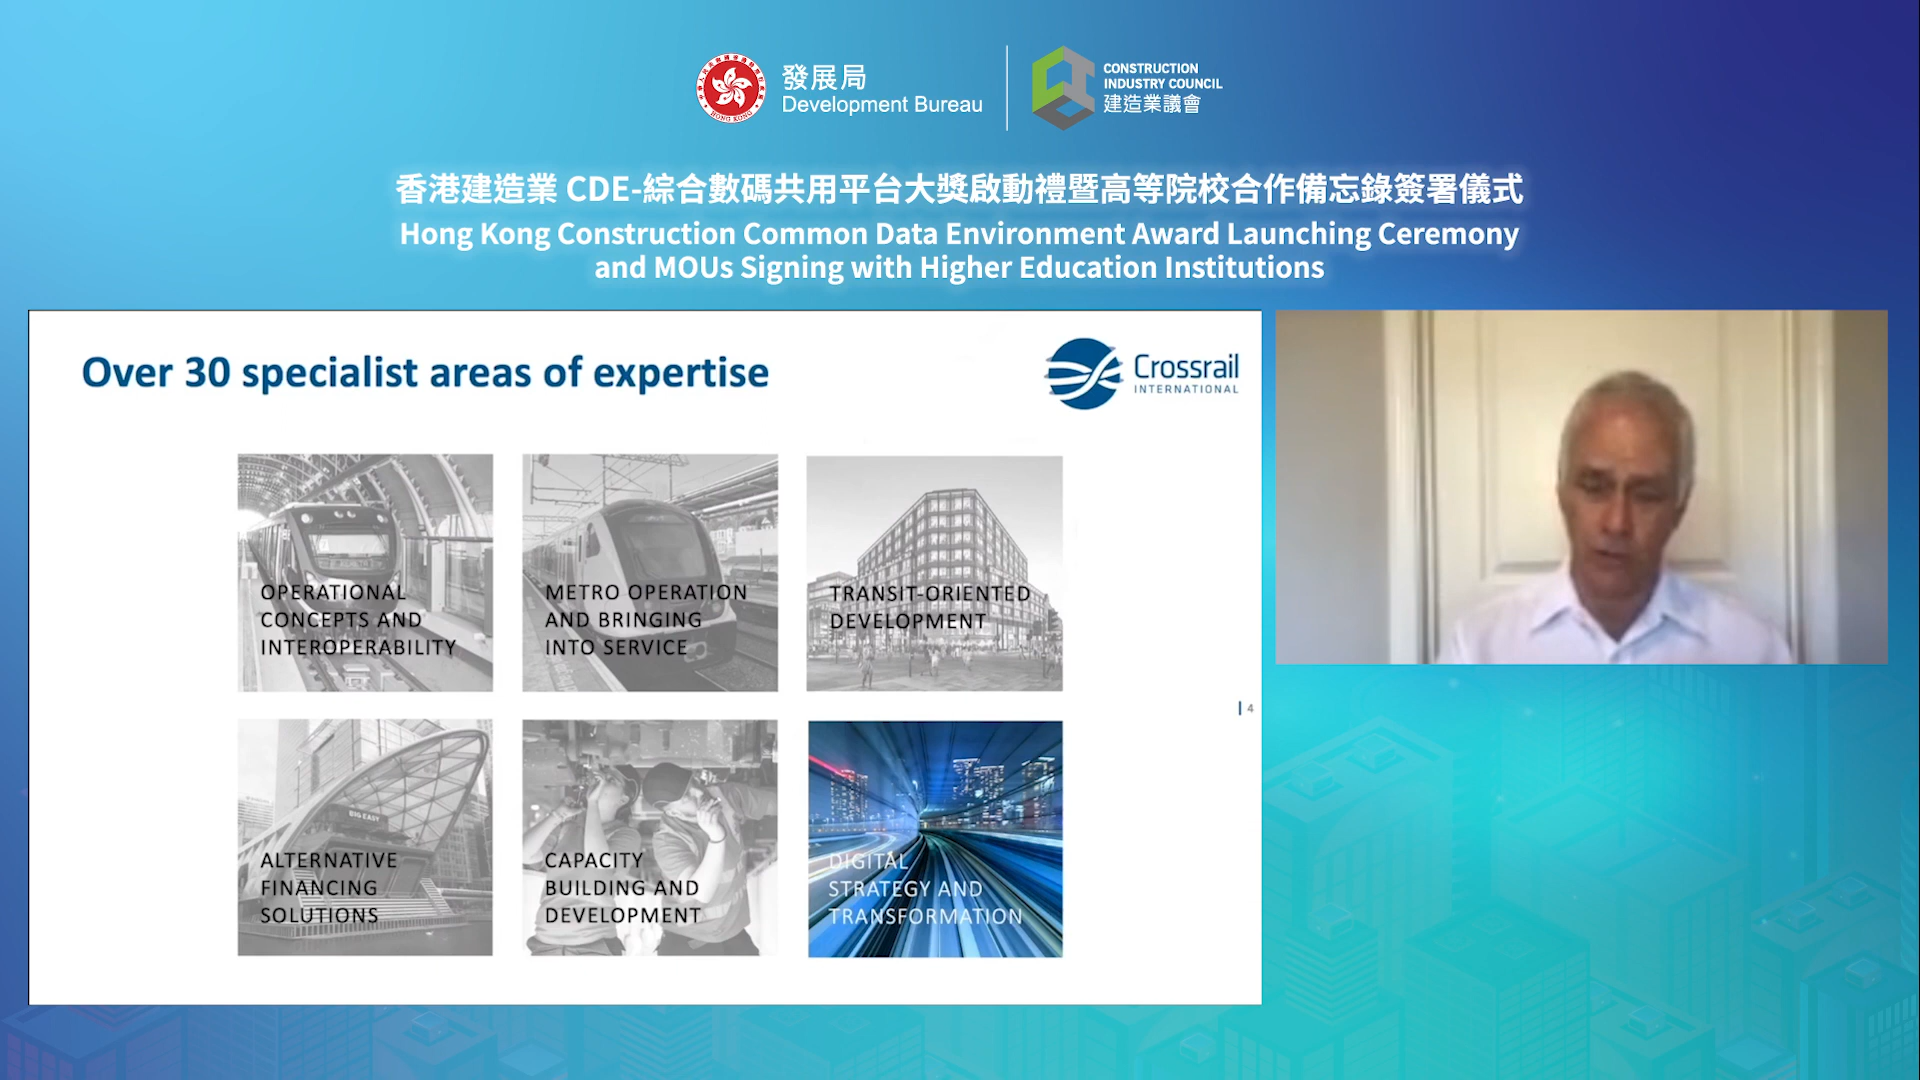 發展局
Development Bureau
HONG KONG
CONSTRUCTION
INDUSTRY COUNCIL
建造業議會
香港建造業 CDE-綜合數碼共用平台大獎啟動禮暨高等院校合作備忘錄簽署儀式
Hong Kong Construction Common Data Environment Award Launching Ceremony
and MOUs Signing with Higher Education Institutions
Over 30 specialist areas of expertise
Crossrail
INTERNATIONAL
OPERATIONAL
CONCEPTS AND
INTEROPERABILITY
METRO OPERATION
AND BRINGING
INTO SERVICE
TRANSIT-ORIENTED
DEVELOPMENT
4
BIG EASY
ALTERNATIVE
FINANCING
SOLUTIONS
CAPACITY
BUILDING AND
DEVELOPMENT
DIGITAL
STRATEGY AND
TRANSFORMATION